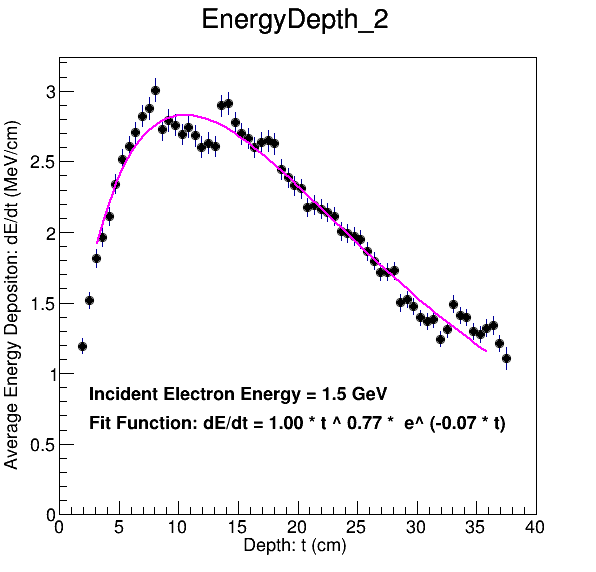 EnergyDepth_2
Average Energy Depositon: dE/dt (MeV/cm)
3
2.5
2
1.5
1
0.5
0
Incident Electron Energy = 1.5 GeV
Fit Function: dE/dt = 1.00 * t ^ 0.77 *  e^ (-0.07 * t)
0 5 10 15 20 25 30 35 40
Depth: t (cm)